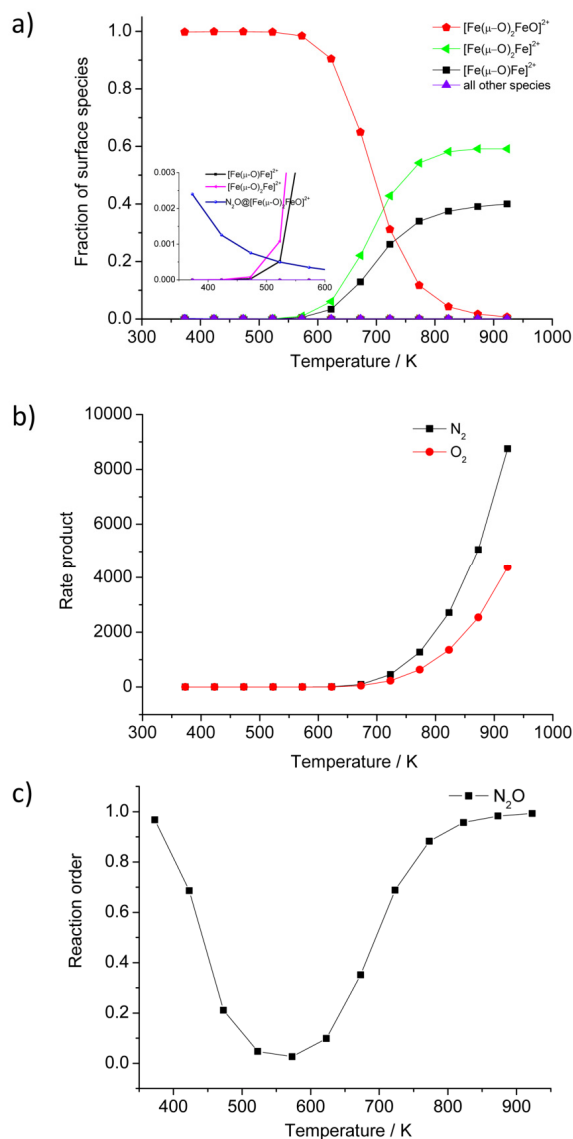 a)
[Fe(μ–O)₂FeO]²⁺
[Fe(μ–O)₂Fe]²⁺
[Fe(μ–O)Fe]²⁺
all other species
1.0
0.8
0.6
0.4
0.2
0.0
Fraction of surface species
0.003
0.002
0.001
0.000
[Fe(μ–O)Fe]²⁺
[Fe(μ–O)₂Fe]²⁺
400 500 600
300 400 500 600 700 800 900 1000
Temperature / K
b)
N₂
O₂
10000
8000
6000
4000
2000
0
Rate product
300 400 500 600 700 800 900 1000
Temperature / K
c)
N₂O
1.0
0.8
0.6
0.4
0.2
0.0
Reaction order
400 500 600 700 800 900
Temperature / K